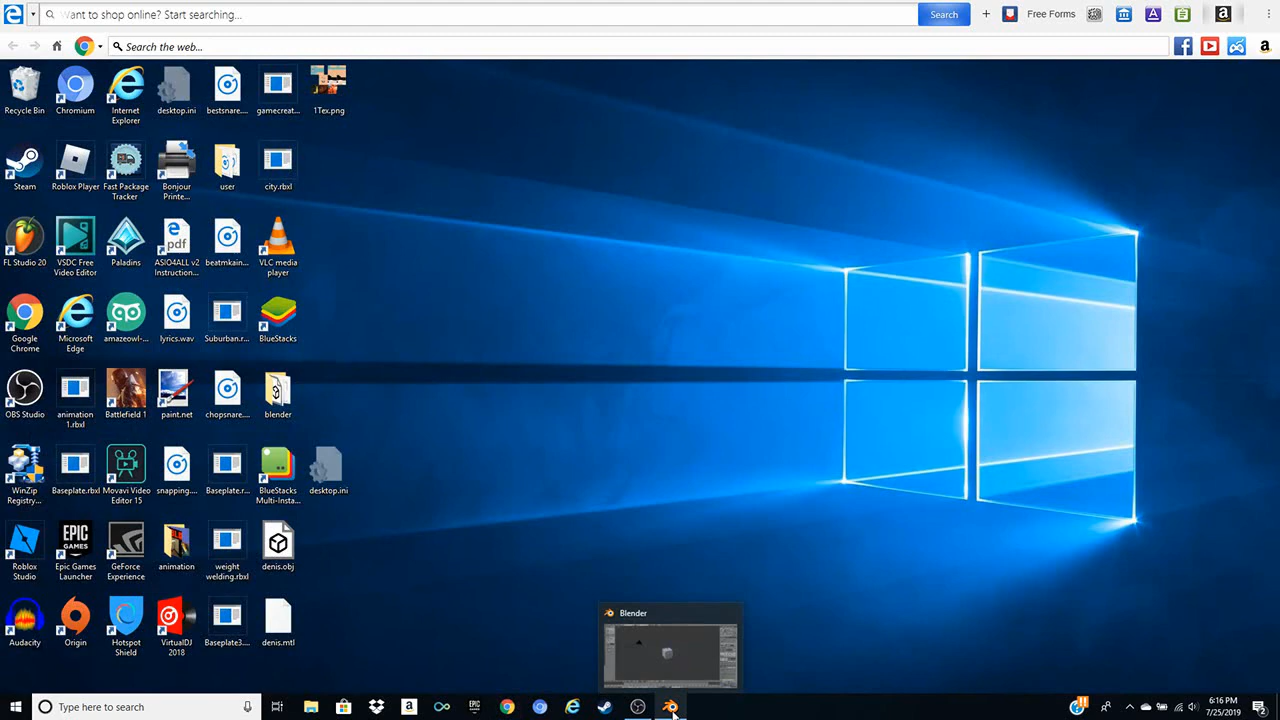 Want to shop online? Start searching...
Search
Free Forms
Search the web...
Recycle Bin
Chromium
Internet
Explorer
desktop.ini
bestsnare....
gamecreat...
1Tex.png
Steam
Roblox Player
Fast Package
Tracker
Bonjour
Printe...
user
city.rbxl
FL Studio 20
VSDC Free
Video Editor
Paladins
pdf
ASIO4ALL v2
Instruction...
beatmkain...
VLC media
player
Google
Chrome
Microsoft
Edge
amazeowl-...
lyrics.wav
Suburban.r...
BlueStacks
OBS Studio
animation
1.rbxl
Battlefield 1
paint.net
chopsnare....
blender
WinZip
Registry...
Baseplate.rbxl
Movavi Video
Editor 15
snapping....
Baseplate.r...
BlueStacks
Multi-Insta...
desktop.ini
Roblox
Studio
EPIC
GAMES
Epic Games
Launcher
GeForce
Experience
animation
weight
welding.rbxl
denis.obj
Audacity
Origin
Hotspot
Shield
VirtualDJ
2018
Baseplate3....
denis.mtl
Blender
Type here to search
EPIC
6:16 PM
7/25/2019
2